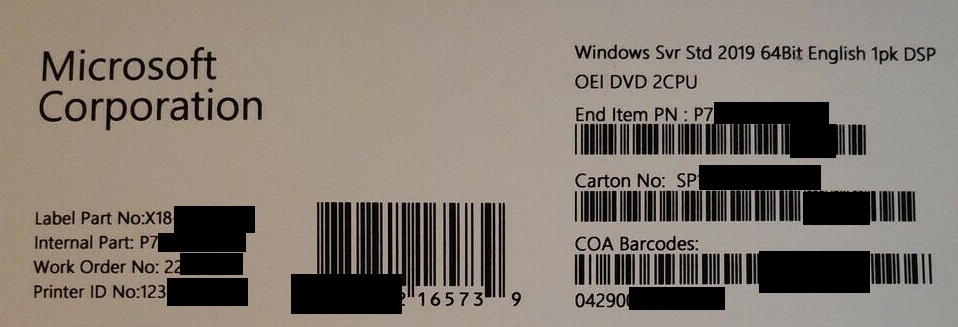 Microsoft
Corporation
Label Part No:X18-
Internal Part: P7
Work Order No: 22
Printer ID No:123
2 16573 9
Windows Svr Std 2019 64Bit English 1pk DSP
OEI DVD 2CPU
End Item PN : P7
Carton No: SP
COA Barcodes:
04290